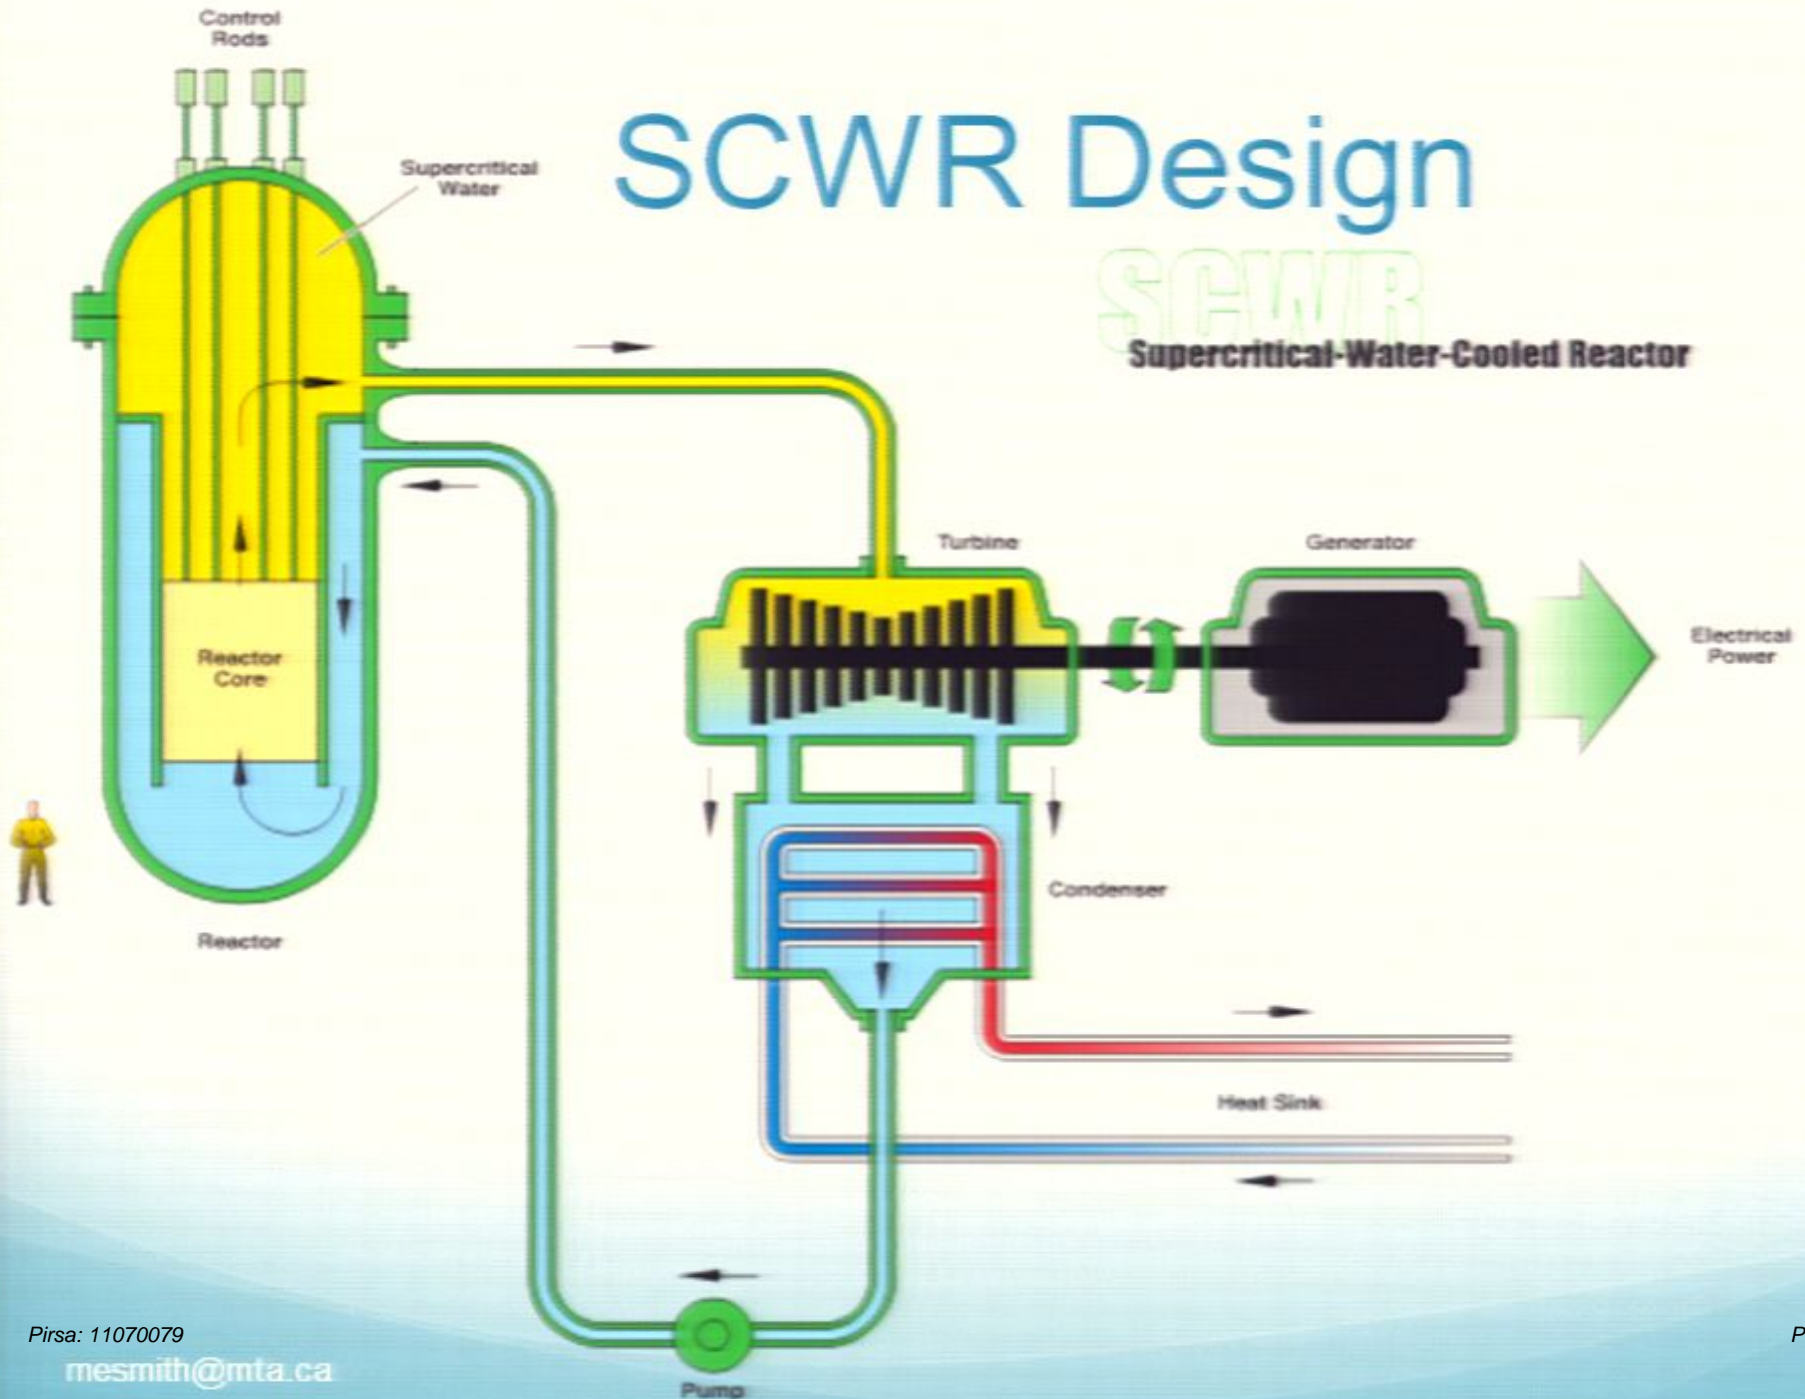 Control
Rods
Supercritical
Water
SCWR Design
SCWR
Supercritical-Water-Cooled Reactor
Turbine
Generator
Electrical
Power
Reactor
Core
Condenser
Reactor
Heat Sink
Pirsa: 11070079
P
mesmith@mta.ca
Pump